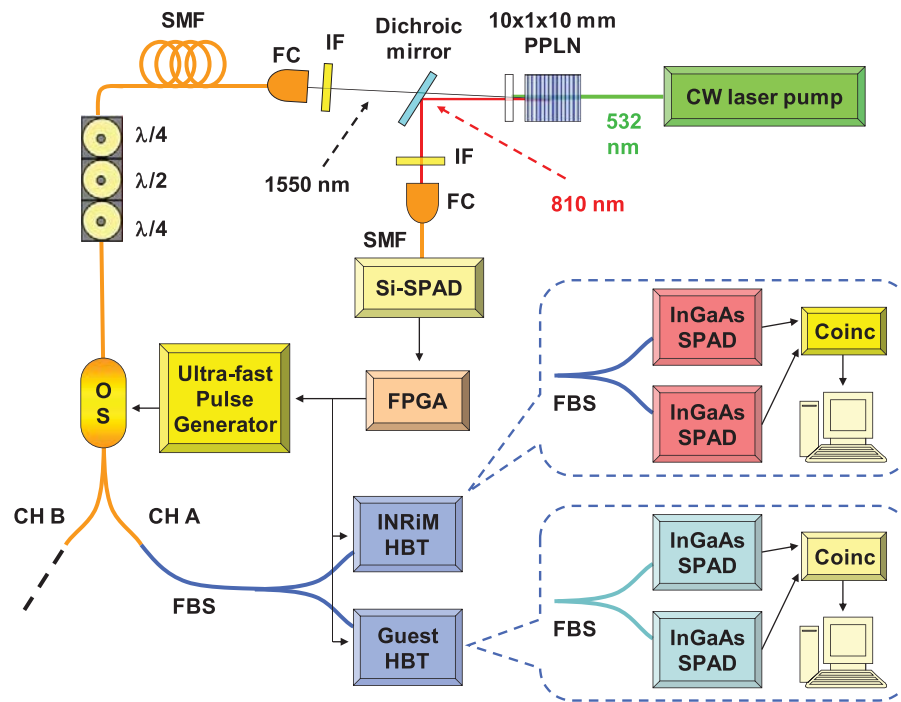 SMF
FC
IF
Dichroic
mirror
10x1x10 mm
PPLN
CW laser pump
532
nm
1550 nm
810 nm
IF
FC
SMF
λ/4
λ/2
λ/4
Si-SPAD
FPGA
Ultra-fast
Pulse
Generator
O
S
CH B
CH A
FBS
INRiM
HBT
Guest
HBT
FBS
InGaAs
SPAD
InGaAs
SPAD
Coinc
FBS
InGaAs
SPAD
InGaAs
SPAD
Coinc